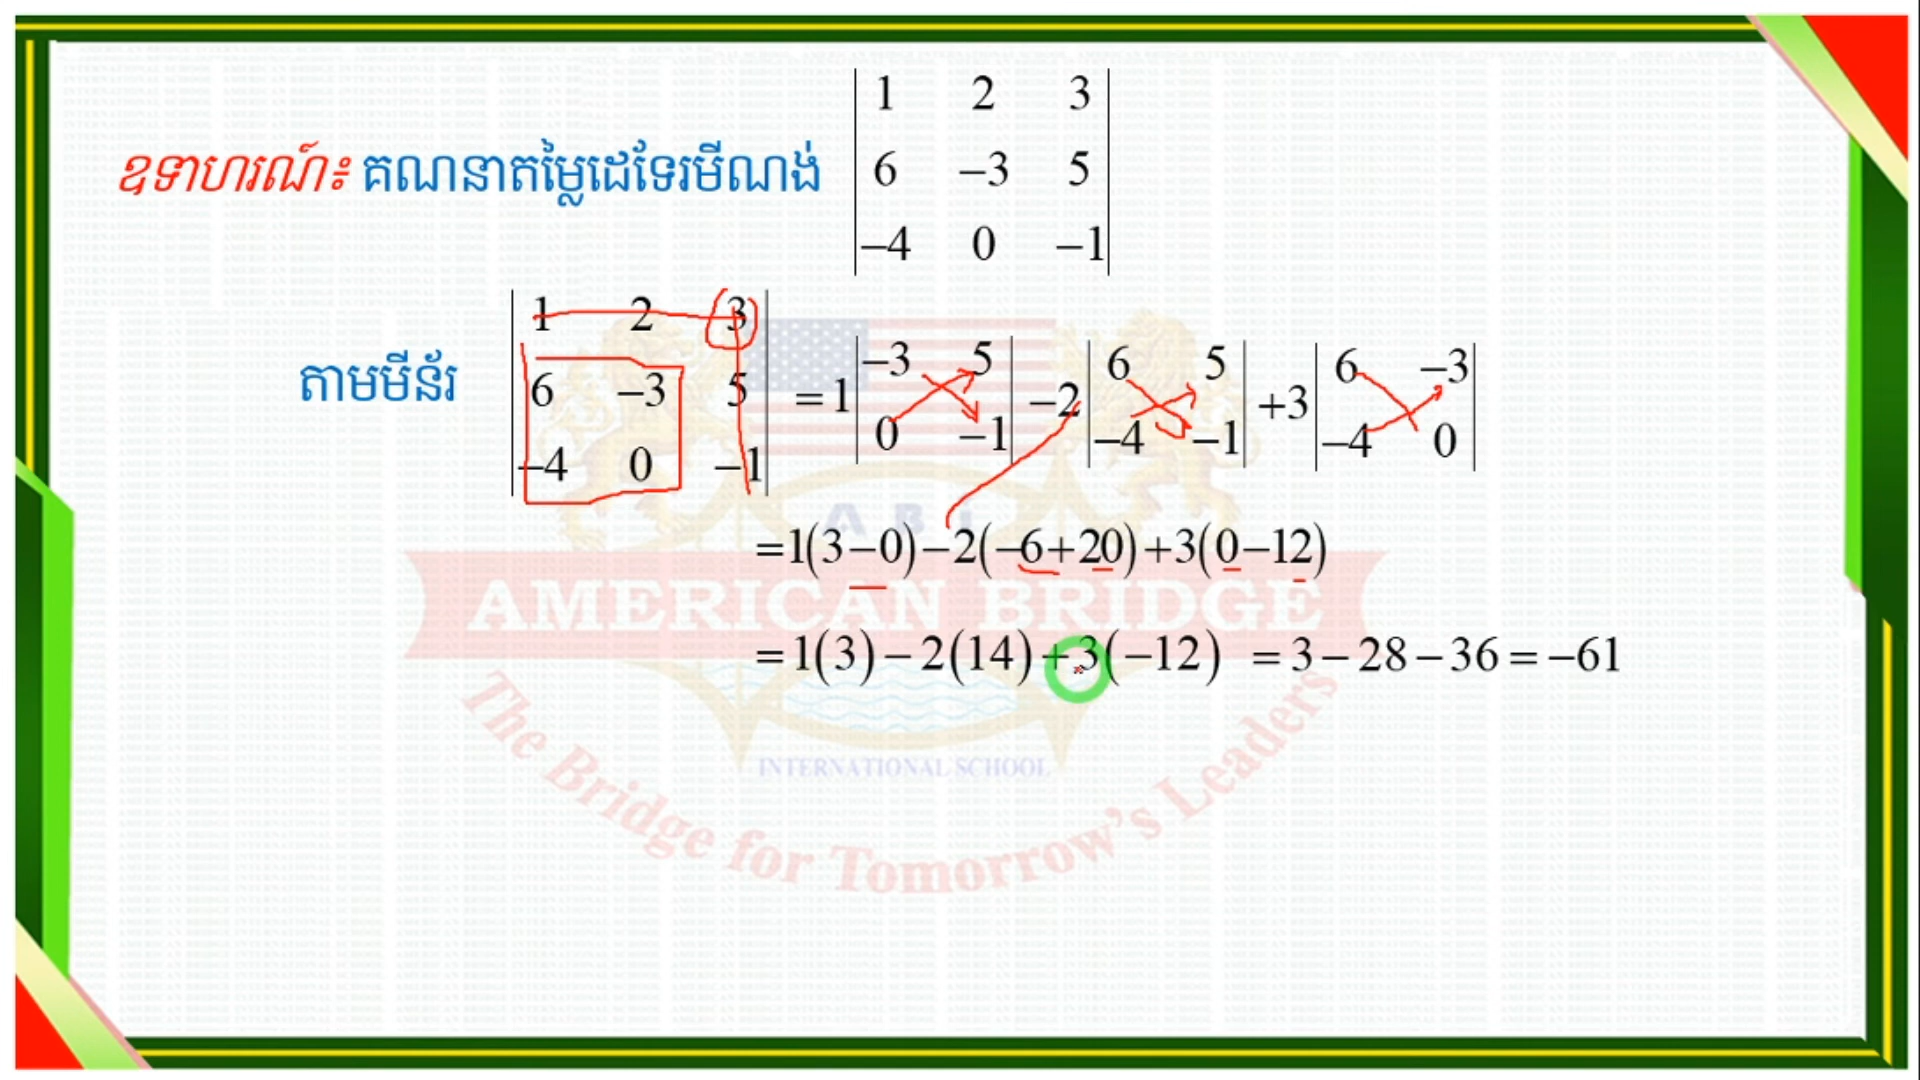 ឧទាហរណ៍៖ គណនាតម្លៃដេទែរមីណង់
1 2 3
6 −3 5
−4 0 −1
តាមមីន័រ
1 2 3
6 −3 5
−4 0 −1
=1
−3 5
0 −1
−2
6 5
−4 −1
+3
6 −3
−4 0
=1(3−0)−2(−6+20)+3(0−12)
=1(3)−2(14)+3(−12) =3−28−36=−61
ABI
AMERICAN BRIDGE
INTERNATIONAL SCHOOL
The Bridge for Tomorrow's Leaders